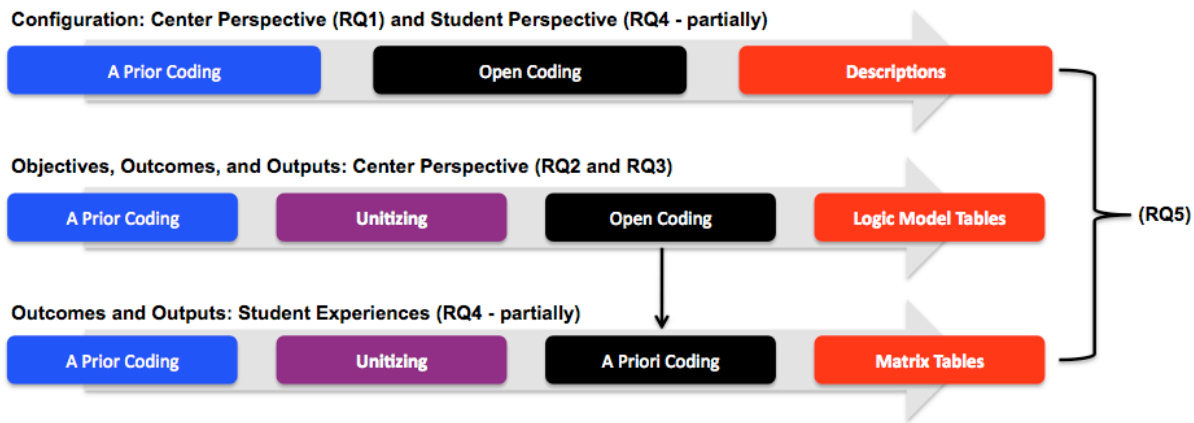 Configuration: Center Perspective (RQ1) and Student Perspective (RQ4 - partially)
A Prior Coding
Open Coding
Descriptions
Objectives, Outcomes, and Outputs: Center Perspective (RQ2 and RQ3)
A Prior Coding
Unitizing
Open Coding
Logic Model Tables
(RQ5)
Outcomes and Outputs: Student Experiences (RQ4 - partially)
A Prior Coding
Unitizing
A Priori Coding
Matrix Tables